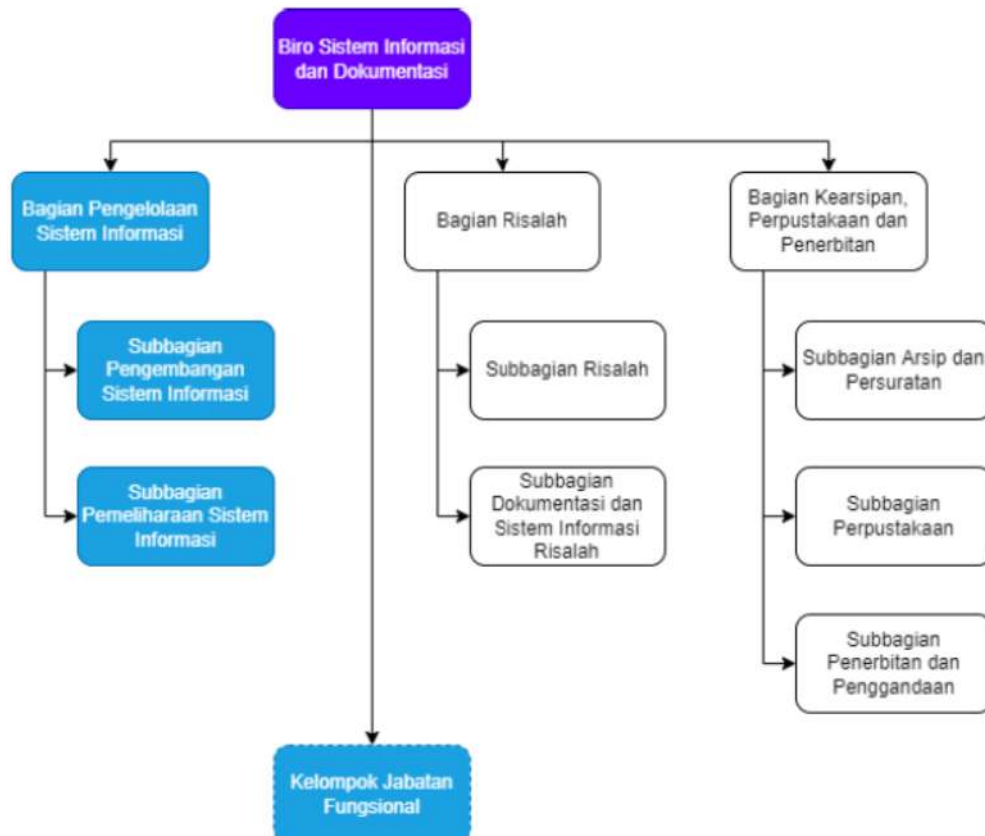 Biro Sistem Informasi
dan Dokumentasi
Bagian Pengelolaan
Sistem Informasi
Subbagian
Pengembangan
Sistem Informasi
Subbagian
Pemeliharaan Sistem
Informasi
Bagian Risalah
Subbagian Risalah
Subbagian
Dokumentasi dan
Sistem Informasi
Risalah
Bagian Kearsipan,
Perpustakaan dan
Penerbitan
Subbagian Arsip dan
Persuratan
Subbagian
Perpustakaan
Subbagian
Penerbitan dan
Penggandaan
Kelompok Jabatan
Fungsional